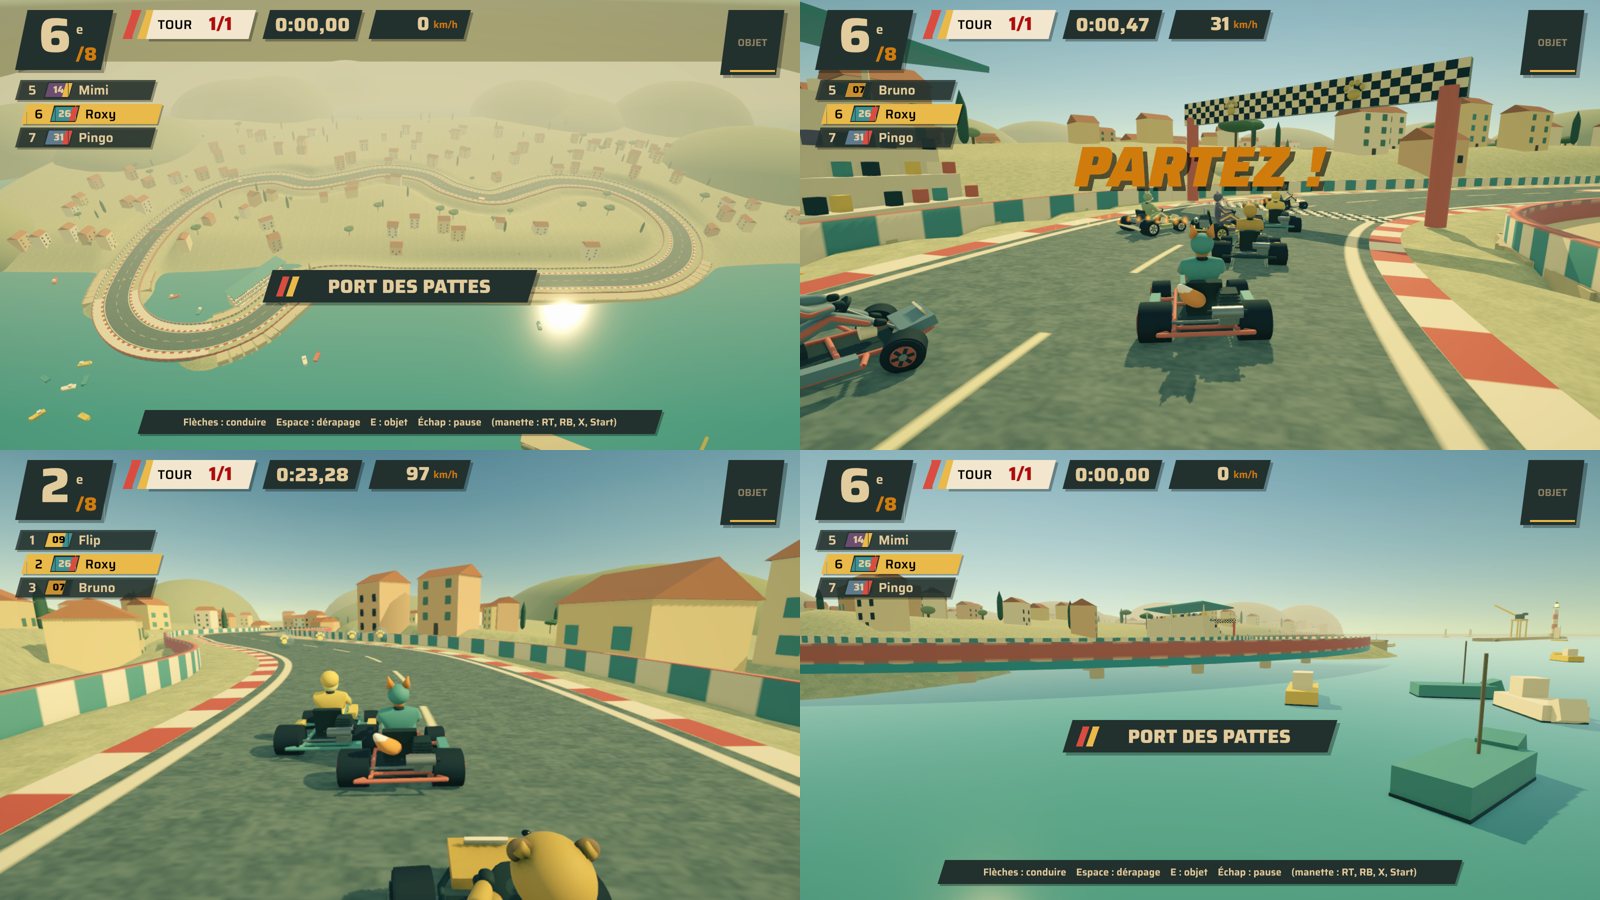 6e/8
TOUR 1/1
0:00,00
0 km/h
OBJET
5 14 Mimi
6 26 Roxy
7 31 Pingo
PORT DES PATTES
Flèches : conduire Espace : dérapage E : objet Échap : pause (manette : RT, RB, X, Start)
6e/8
TOUR 1/1
0:00,47
31 km/h
OBJET
5 07 Bruno
6 26 Roxy
7 31 Pingo
PARTEZ !
2e/8
TOUR 1/1
0:23,28
97 km/h
OBJET
1 09 Flip
2 26 Roxy
3 07 Bruno
6e/8
TOUR 1/1
0:00,00
0 km/h
OBJET
5 14 Mimi
6 26 Roxy
7 31 Pingo
PORT DES PATTES
Flèches : conduire Espace : dérapage E : objet Échap : pause (manette : RT, RB, X, Start)